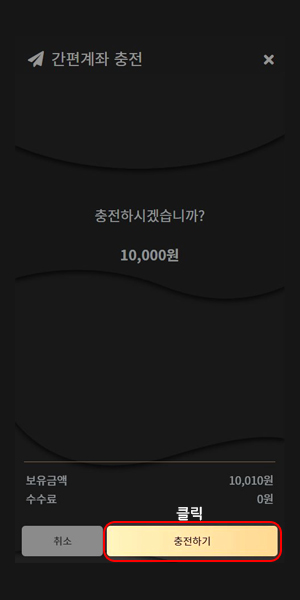 간편계좌 충전
충전하시겠습니까?
10,000원
보유금액 10,010원
수수료 0원
클릭
취소 충전하기